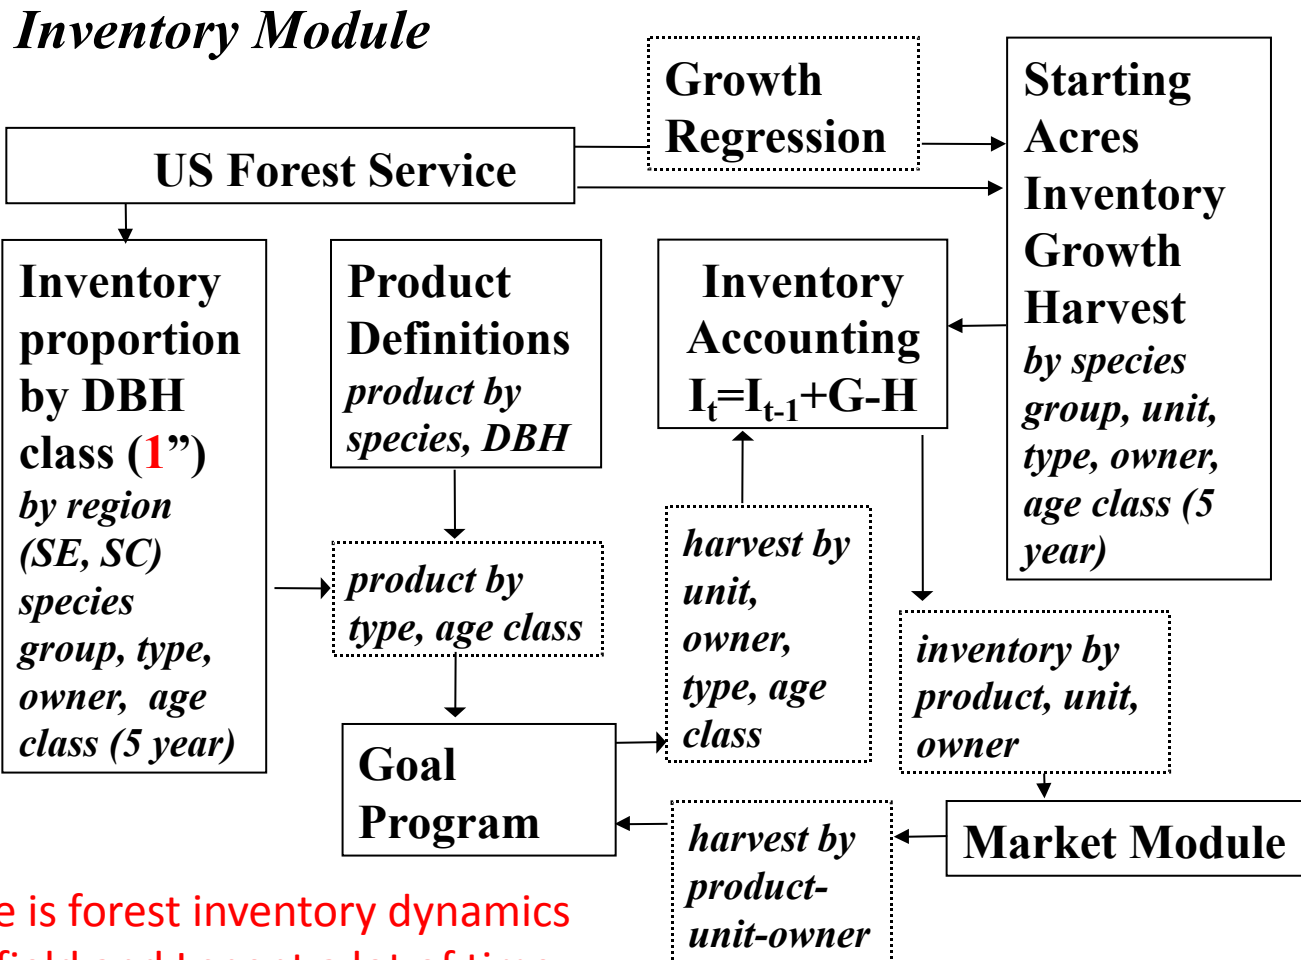 Inventory Module
Growth
Regression
Starting
Acres
Inventory
Growth
Harvest
by species
group, unit,
type, owner,
age class (5
year)
US Forest Service
Inventory
proportion
by DBH
class (1”)
by region
(SE, SC)
species
group, type,
owner, age
class (5 year)
Product
Definitions
product by
species, DBH
Inventory
Accounting
Iₜ=Iₜ₋₁+G-H
product by
type, age class
harvest by
unit,
owner,
type, age
class
inventory by
product, unit,
owner
Goal
Program
harvest by
product-
unit-owner
Market Module
e is forest inventory dynamics